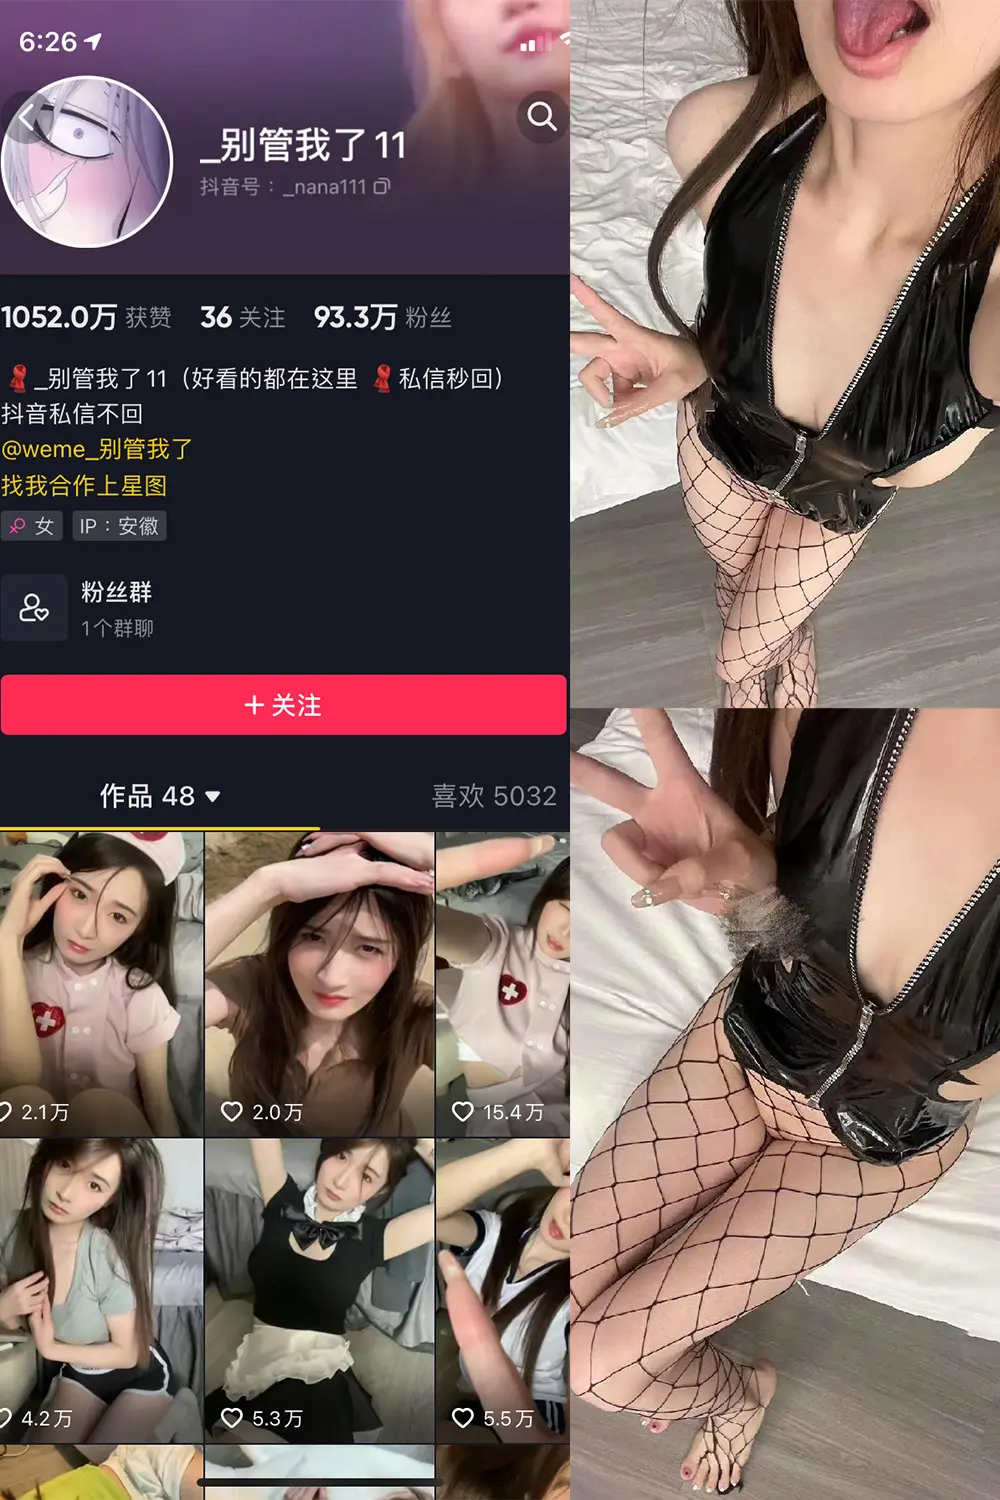 6:26
_别管我了11
抖音号：_nana111
1052.0万 获赞 36 关注 93.3万 粉丝
_别管我了11（好看的都在这里 私信秒回）
抖音私信不回
@weme_别管我了
找我合作上星图
女 IP：安徽
粉丝群
1个群聊
+ 关注
作品 48 喜欢 5032
2.1万 2.0万 15.4万
4.2万 5.3万 5.5万